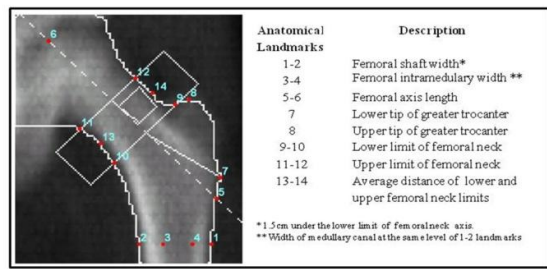 6
12
14
9 8
11
13
10
7
5
2 3 4 1
Anatomical Landmarks Description
1-2 Femoral shaft width*
3-4 Femoral intramedulary width **
5-6 Femoral axis length
7 Lower tip of greater trocanter
8 Upper tip of greater trocanter
9-10 Lower limit of femoral neck
11-12 Upper limit of femoral neck
13-14 Average distance of lower and
upper femoral neck limits
* 1.5cm under the lower limit of femoral neck axis.
** Width of medullary canal at the same level of 1-2 landmarks